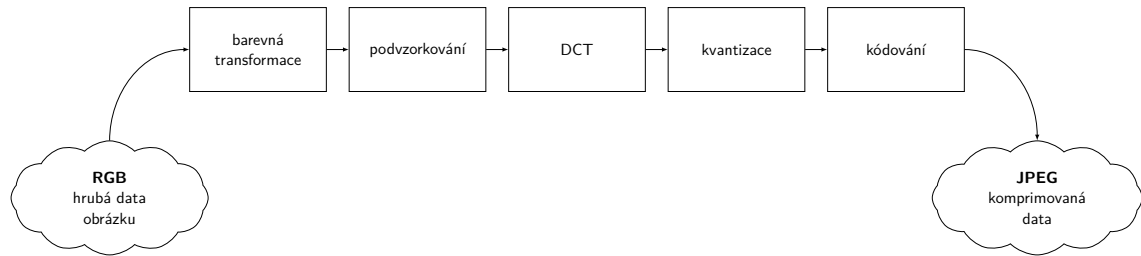 barevná
transformace
podvzorkování
DCT
kvantizace
kódování
RGB
hrubá data
obrázku
JPEG
komprimovaná
data